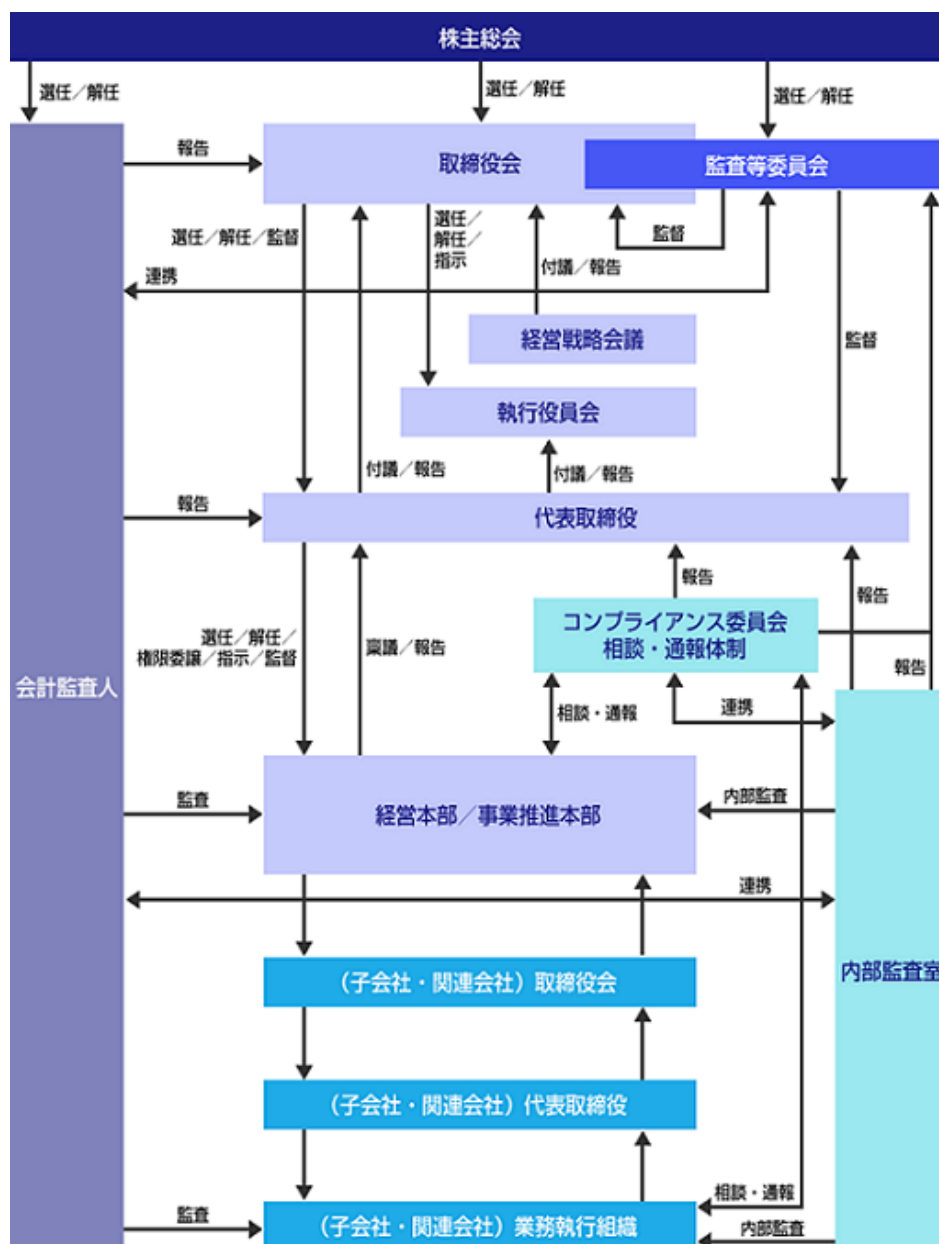 株主総会
選任／解任
選任／解任
選任／解任
報告
取締役会
監査等委員会
選任／解任／監督
選任／
解任／
指示
監督
付議／報告
連携
経営戦略会議
監督
執行役員会
付議／報告
付議／報告
報告
代表取締役
報告
報告
コンプライアンス委員会
相談・通報体制
選任／解任／
権限委譲／指示／監督
稟議／報告
報告
会計監査人
相談・通報
連携
監査
経営本部／事業推進本部
内部監査
連携
（子会社・関連会社）取締役会
内部監査室
（子会社・関連会社）代表取締役
相談・通報
監査
（子会社・関連会社）業務執行組織
内部監査